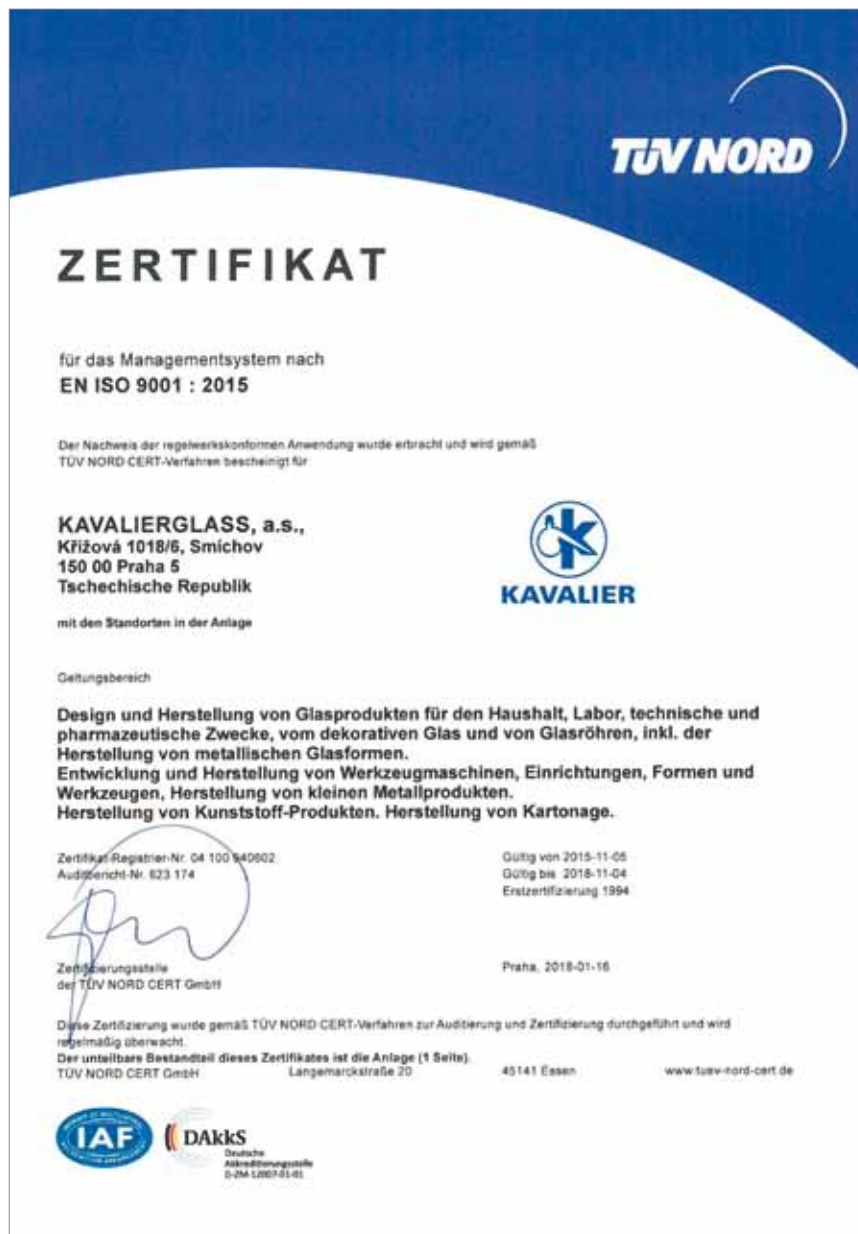 TÜV NORD
ZERTIFIKAT
für das Managementsystem nach
EN ISO 9001 : 2015
Der Nachweis der regelwerkskonformen Anwendung wurde erbracht und wird gemäß
TÜV NORD CERT-Verfahren bescheinigt für
KAVALIERGLASS, a.s.,
Křížová 1018/6, Smíchov
150 00 Praha 5
Tschechische Republik
mit den Standorten in der Anlage
KAVALIER
Geltungsbereich
Design und Herstellung von Glasprodukten für den Haushalt, Labor, technische und
pharmazeutische Zwecke, vom dekorativen Glas und von Glasröhren, inkl. der
Herstellung von metallischen Glasformen.
Entwicklung und Herstellung von Werkzeugmaschinen, Einrichtungen, Formen und
Werkzeugen, Herstellung von kleinen Metallprodukten.
Herstellung von Kunststoff-Produkten. Herstellung von Kartonage.
Zertifikat-Registrier-Nr. 04 100 940602
Auditbericht-Nr. 623 174
Gültig von 2015-11-05
Gültig bis 2018-11-04
Erstzertifizierung 1994
Zertifizierungsstelle
der TÜV NORD CERT GmbH
Praha, 2018-01-16
Diese Zertifizierung wurde gemäß TÜV NORD CERT-Verfahren zur Auditierung und Zertifizierung durchgeführt und wird
regelmäßig überwacht.
Der unteilbare Bestandteil dieses Zertifikates ist die Anlage (1 Seite).
TÜV NORD CERT GmbH Langemarckstraße 20 45141 Essen www.tuev-nord-cert.de
IAF
DAkkS
Deutsche
Akkreditierungsstelle
D-ZM-12007-01-01